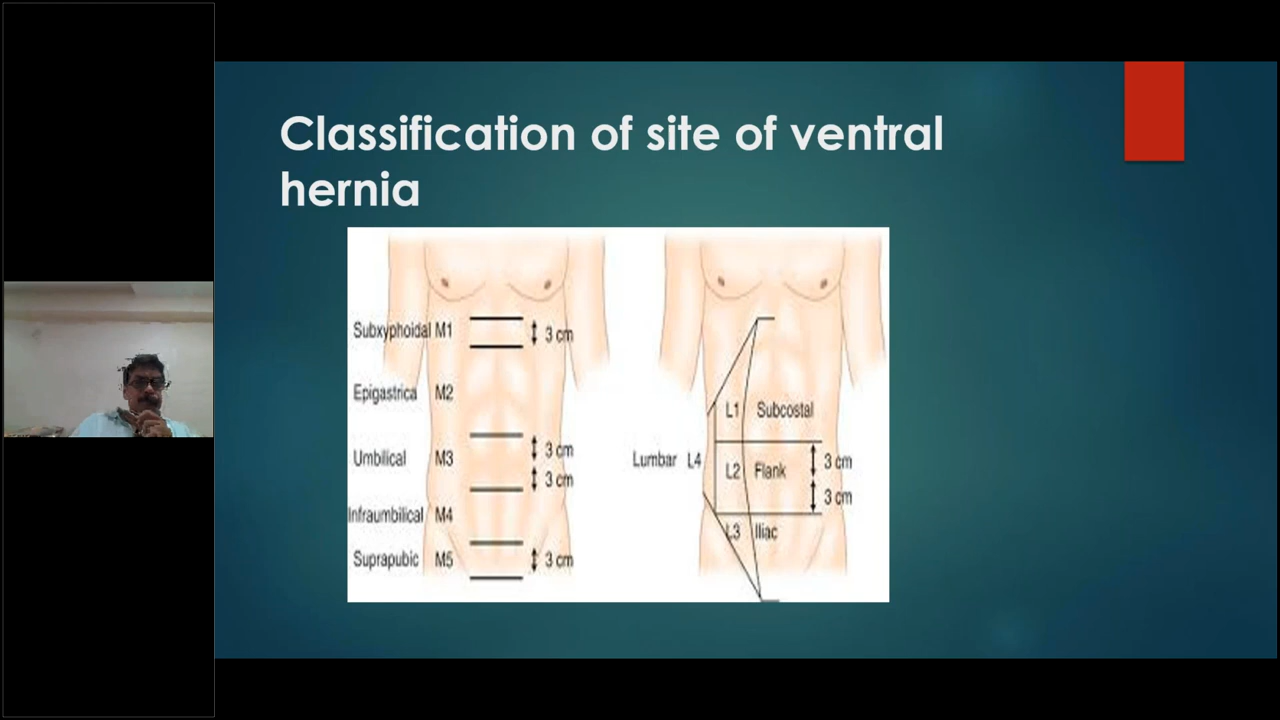 Classification of site of ventral
hernia
Subxyphoidal M1
3 cm
Epigastrica M2
Umbilical M3
3 cm
3 cm
Infraumbilical M4
Suprapubic M5
3 cm
L1 Subcostal
Lumbar L4
L2 Flank
3 cm
3 cm
L3 Iliac